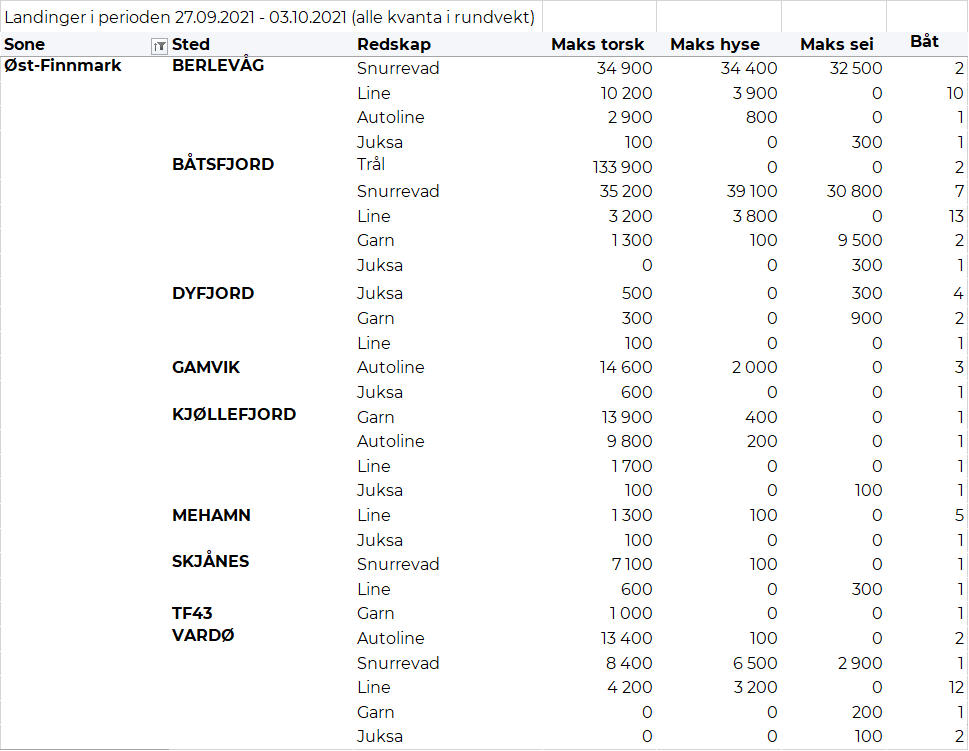 Landinger i perioden 27.09.2021 - 03.10.2021 (alle kvanta i rundvekt)
Sone Sted Redskap Maks torsk Maks hyse Maks sei Båt
Øst-Finnmark BERLEVÅG Snurrevad 34 900 34 400 32 500 2
Line 10 200 3 900 0 10
Autoline 2 900 800 0 1
Juksa 100 0 300 1
BÅTSFJORD Trål 133 900 0 0 2
Snurrevad 35 200 39 100 30 800 7
Line 3 200 3 800 0 13
Garn 1 300 100 9 500 2
Juksa 0 0 300 1
DYFJORD Juksa 500 0 300 4
Garn 300 0 900 2
Line 100 0 0 1
GAMVIK Autoline 14 600 2 000 0 3
Juksa 600 0 0 1
KJØLLEFJORD Garn 13 900 400 0 1
Autoline 9 800 200 0 1
Line 1 700 0 0 1
Juksa 100 0 100 1
MEHAMN Line 1 300 100 0 5
Juksa 100 0 0 1
SKJÅNES Snurrevad 7 100 100 0 1
Line 600 0 300 1
TF43 Garn 1 000 0 0 1
VARDØ Autoline 13 400 100 0 2
Snurrevad 8 400 6 500 2 900 1
Line 4 200 3 200 0 12
Garn 0 0 200 1
Juksa 0 0 100 2